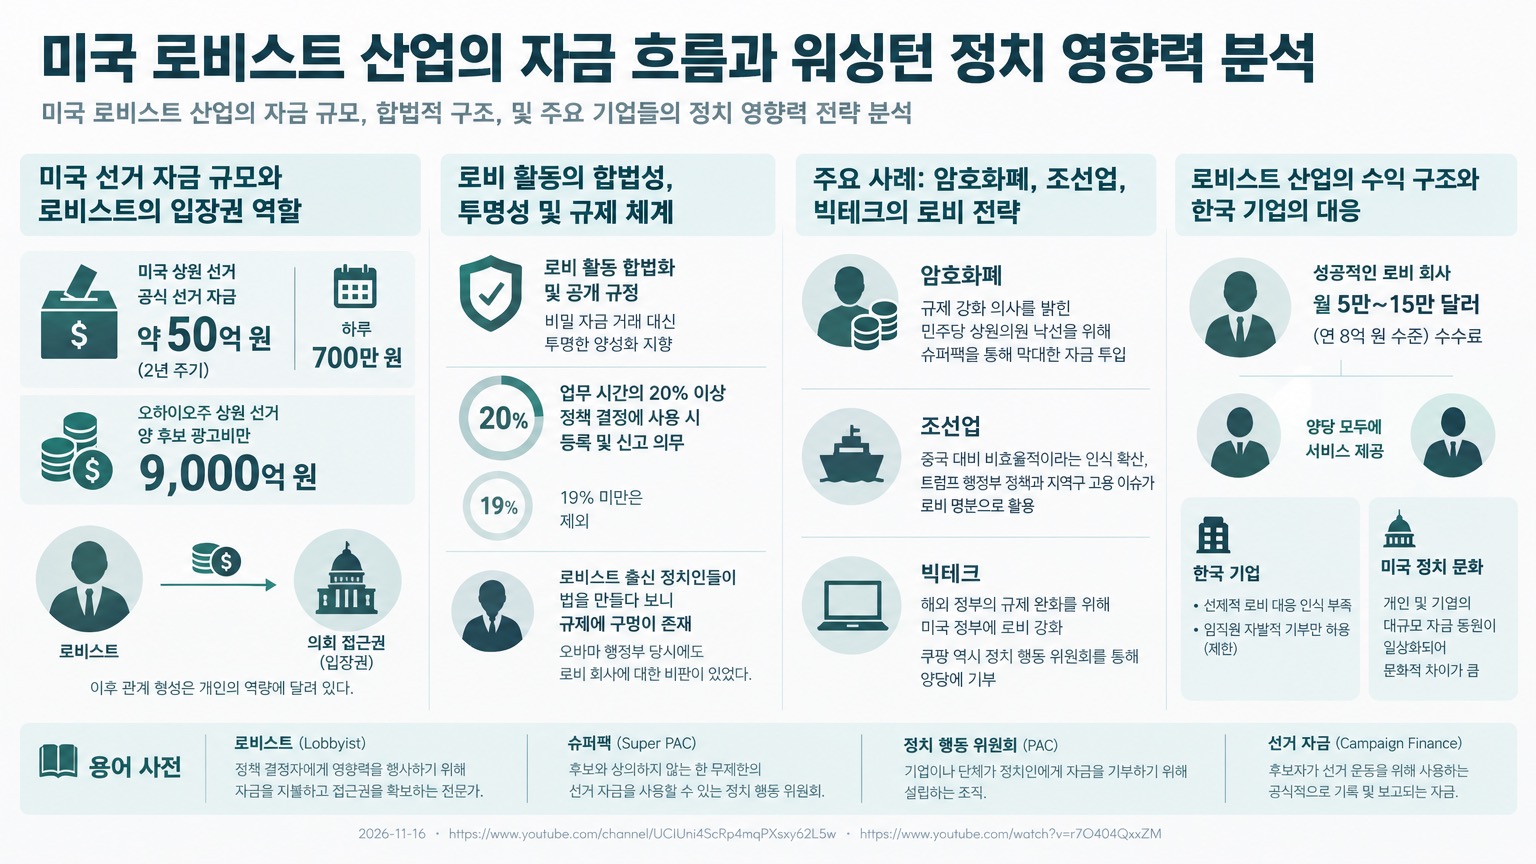 미국 로비스트 산업의 자금 흐름과 워싱턴 정치 영향력 분석
미국 로비스트 산업의 자금 규모, 합법적 구조, 및 주요 기업들의 정치 영향력 전략 분석
미국 선거 자금 규모와
로비스트의 입장권 역할
미국 상원 선거
공식 선거 자금
약 50억 원
(2년 주기)
하루
700만 원
$
오하이오주 상원 선거
양 후보 광고비만
9,000억 원
$
$
로비스트
의회 접근권
(입장권)
이후 관계 형성은 개인의 역량에 달려 있다.
로비 활동의 합법성,
투명성 및 규제 체계
로비 활동 합법화
및 공개 규정
비밀 자금 거래 대신
투명한 양성화 지향
20%
업무 시간의 20% 이상
정책 결정에 사용 시
등록 및 신고 의무
19%
19% 미만은
제외
로비스트 출신 정치인들이
법을 만들다 보니
규제에 구멍이 존재
오바마 행정부 당시에도
로비 회사에 대한 비판이 있었다.
주요 사례: 암호화폐, 조선업,
빅테크의 로비 전략
암호화폐
규제 강화 의사를 밝힌
민주당 상원의원 낙선을 위해
슈퍼팩을 통해 막대한 자금 투입
조선업
중국 대비 비효율적이라는 인식 확산,
트럼프 행정부 정책과 지역구 고용 이슈가
로비 명분으로 활용
빅테크
해외 정부의 규제 완화를 위해
미국 정부에 로비 강화
쿠팡 역시 정치 행동 위원회를 통해
양당에 기부
로비스트 산업의 수익 구조와
한국 기업의 대응
성공적인 로비 회사
월 5만~15만 달러
(연 8억 원 수준) 수수료
양당 모두에
서비스 제공
한국 기업
• 선제적 로비 대응 인식 부족
• 임직원 자발적 기부만 허용
(제한)
미국 정치 문화
개인 및 기업의
대규모 자금 동원이
일상화되어
문화적 차이가 큼
용어 사전
로비스트 (Lobbyist)
정책 결정자에게 영향력을 행사하기 위해
자금을 지불하고 접근권을 확보하는 전문가.
슈퍼팩 (Super PAC)
후보와 상의하지 않는 한 무제한의
선거 자금을 사용할 수 있는 정치 행동 위원회.
정치 행동 위원회 (PAC)
기업이나 단체가 정치인에게 자금을 기부하기 위해
설립하는 조직.
선거 자금 (Campaign Finance)
후보자가 선거 운동을 위해 사용하는
공식적으로 기록 및 보고되는 자금.
2026-11-16 • https://www.youtube.com/channel/UCIUni4ScRp4mqPXsxy62L5w • https://www.youtube.com/watch?v=r7O404QxxZM